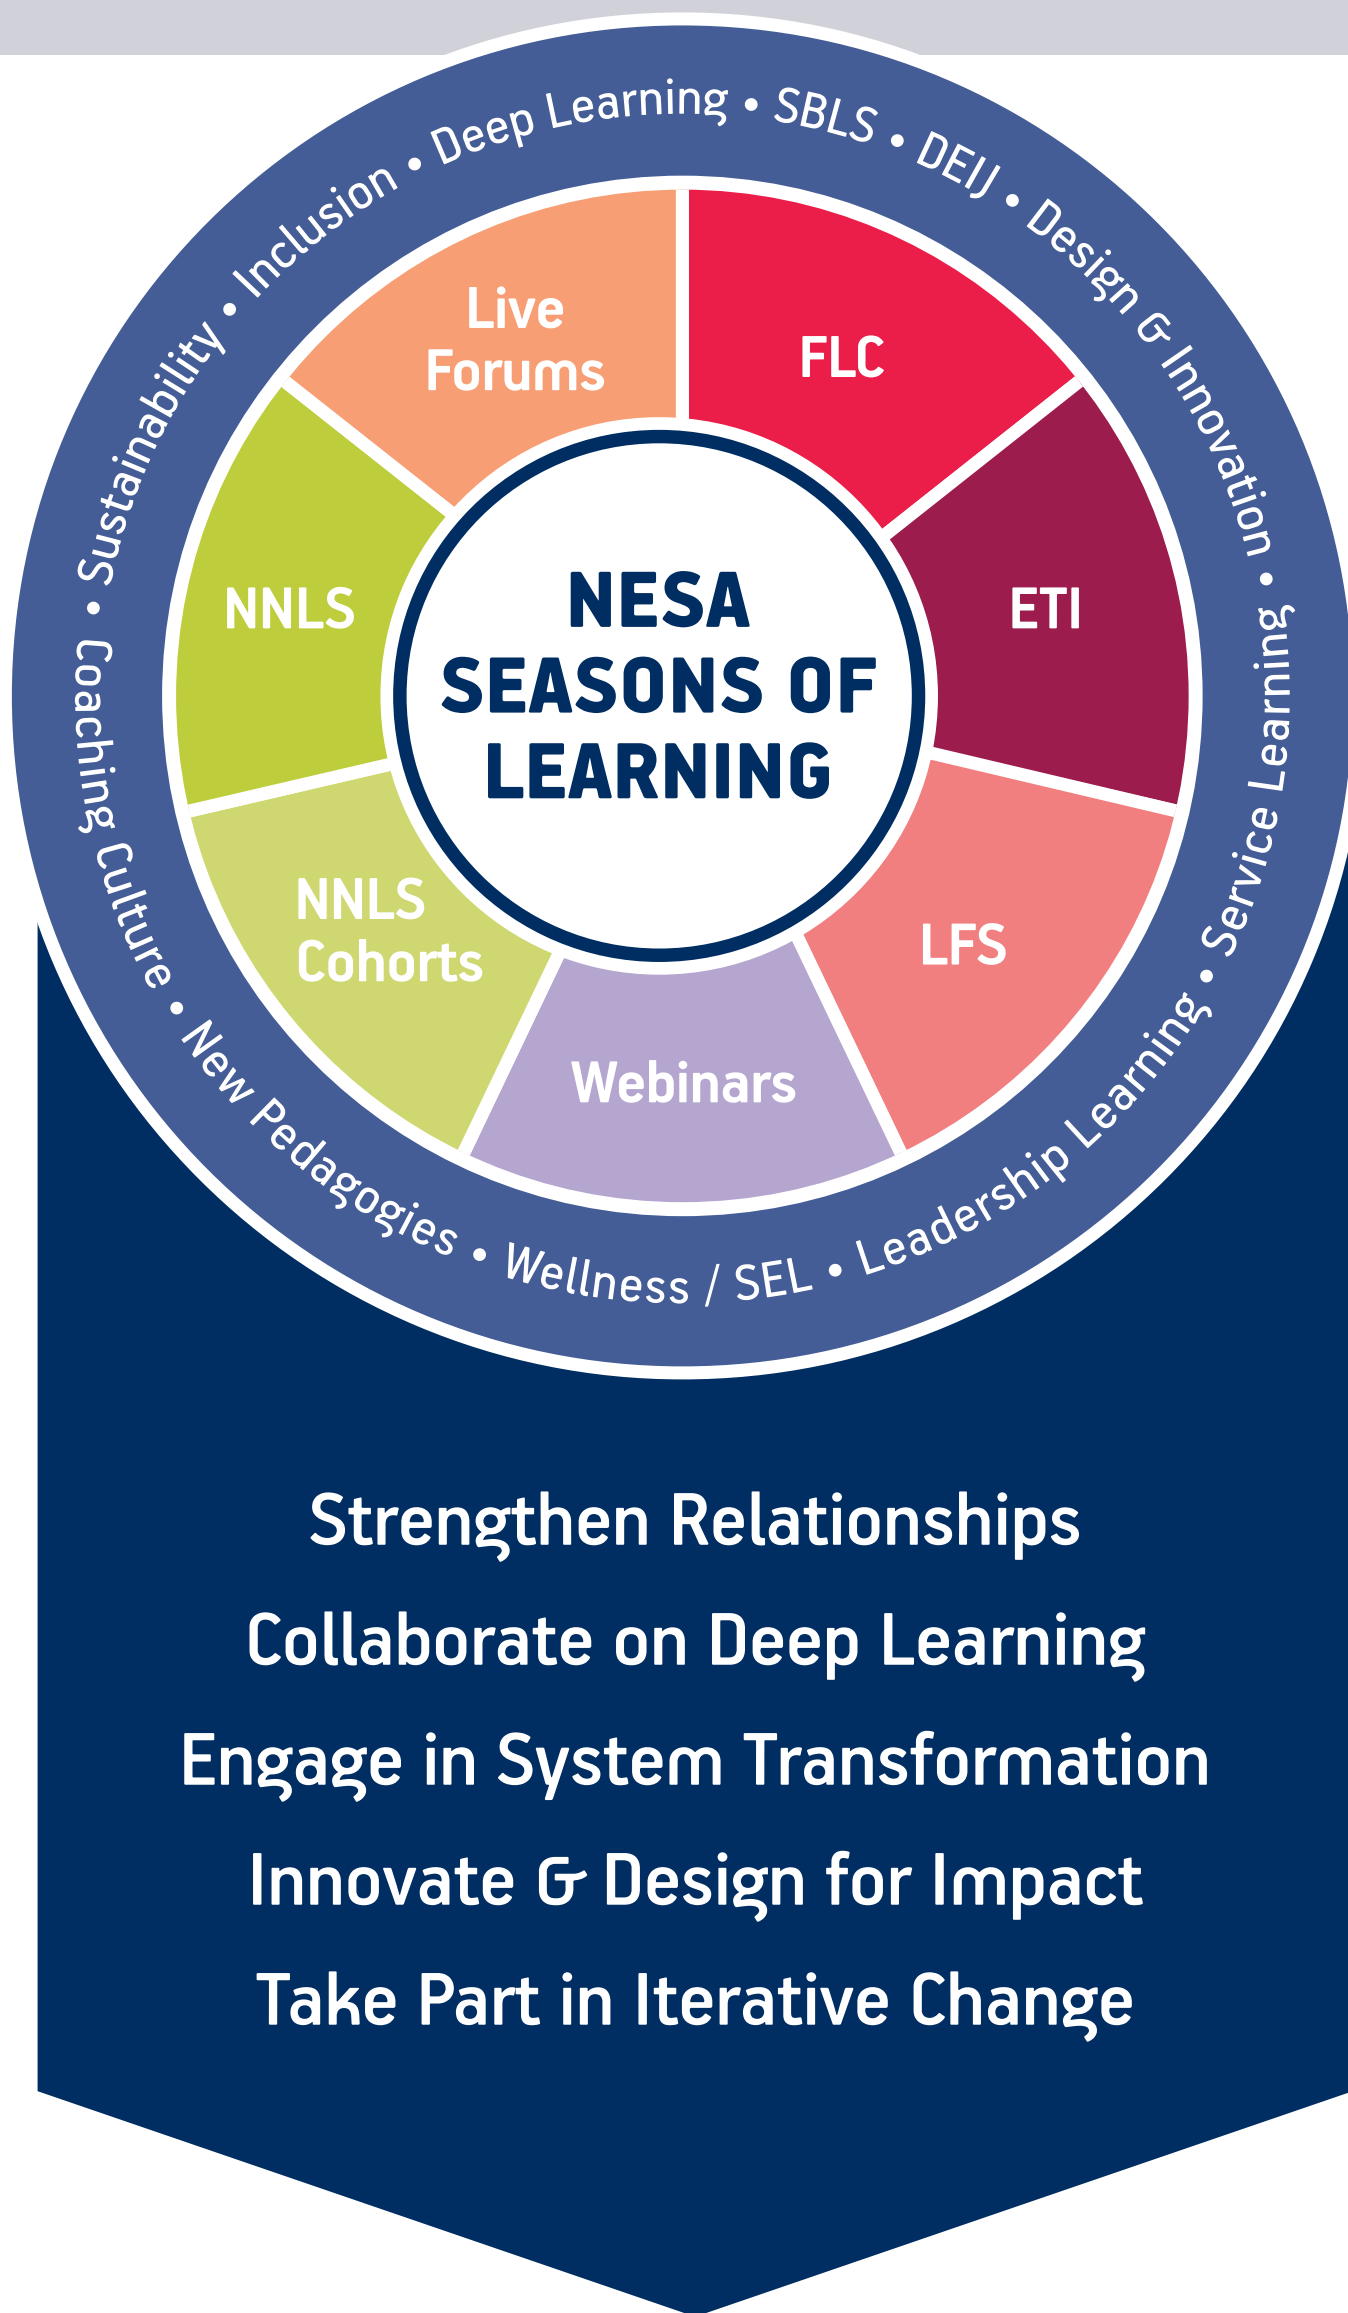 Deep Learning • SBLS • DEIJ • Design & Innovation • Service Learning • Leadership Learning • Wellness / SEL • New Pedagogies • Coaching Culture • Sustainability • Inclusion •
Live
Forums
FLC
ETI
LFS
Webinars
NNLS
Cohorts
NNLS
NESA
SEASONS OF
LEARNING
Strengthen Relationships
Collaborate on Deep Learning
Engage in System Transformation
Innovate & Design for Impact
Take Part in Iterative Change